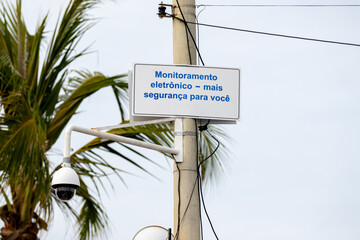 Monitoramento
eletrônico – mais
segurança para você